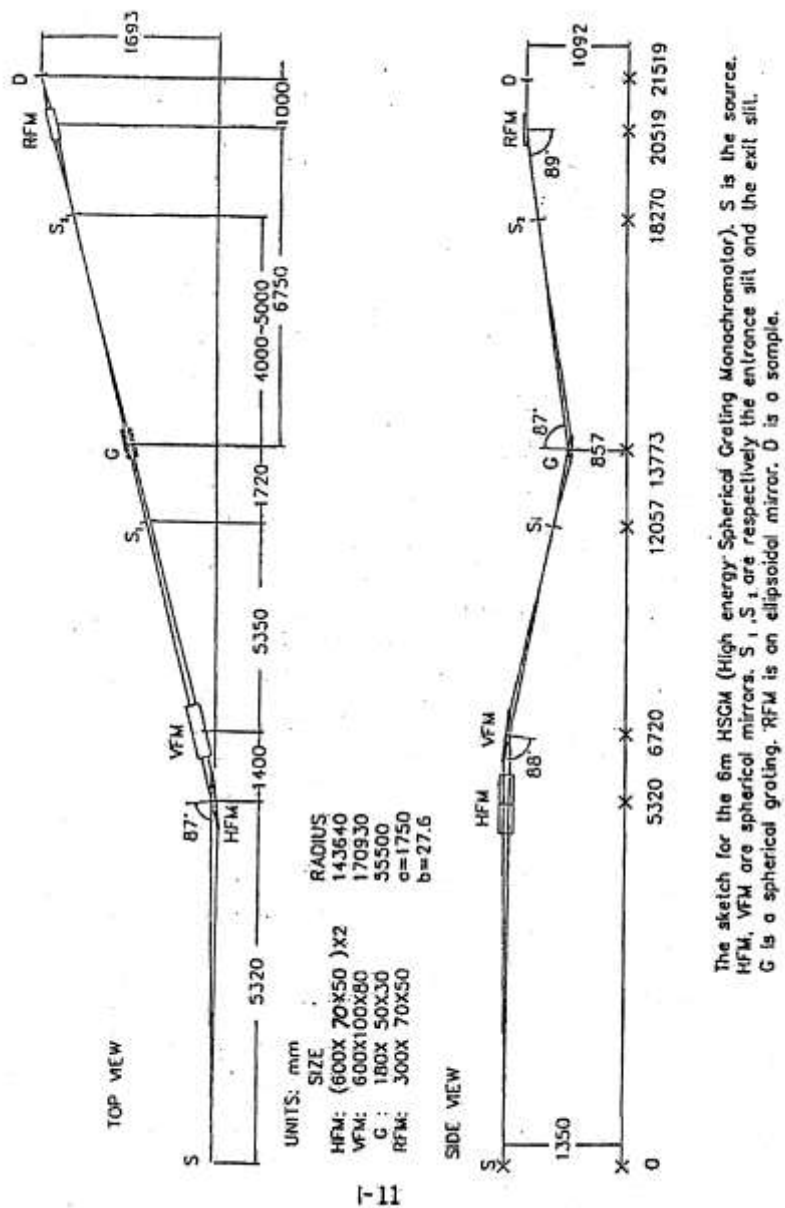 TOP VIEW
S
5320
87°
HFM
1400
VFM
5350
S₁
1720
G
4000~5000
6750
S₂
RFM
1000
D
1693
UNITS: mm
SIZE RADIUS
HFM: (600X 70X50 )X2 143640
VFM: 600X100X80 170930
G : 180X 50X30 55500
RFM: 300X 70X50 a=1750
b=27.6
SIDE VIEW
S
1350
HFM
VFM
88°
S₁
G
87°
857
S₂
RFM
89°
D
1092
0 5320 6720 12057 13773 18270 20519 21519
The sketch for the 6m HSGM (High energy Spherical Grating Monochromator). S is the source.
HFM, VFM are spherical mirrors. S ₁ ,S ₂ are respectively the entrance slit and the exit slit.
G is a spherical grating. RFM is an ellipsoidal mirror. D is a sample.
I-11